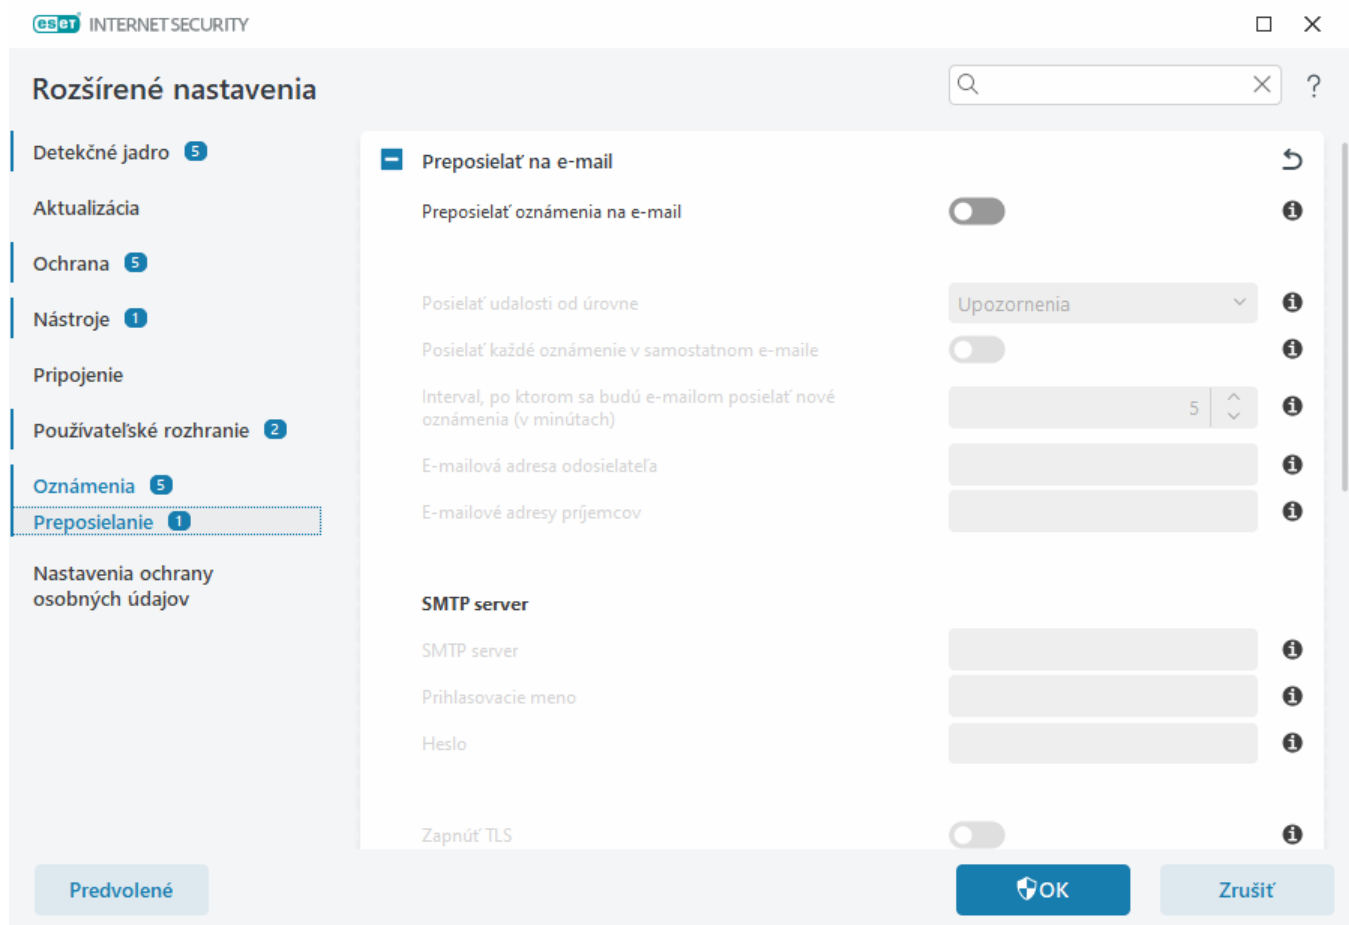 eseT INTERNET SECURITY
Rozšírené nastavenia
?
Detekčné jadro 5
Aktualizácia
Ochrana 5
Nástroje 1
Pripojenie
Používateľské rozhranie 2
Oznámenia 5
Preposielanie 1
Nastavenia ochrany
osobných údajov
Preposielať na e-mail
Preposielať oznámenia na e-mail
Posielať udalosti od úrovne
Upozornenia
Posielať každé oznámenie v samostatnom e-maile
Interval, po ktorom sa budú e-mailom posielať nové
oznámenia (v minútach)
5
E-mailová adresa odosielateľa
E-mailové adresy príjemcov
SMTP server
SMTP server
Prihlasovacie meno
Heslo
Zapnúť TLS
Predvolené
OK
Zrušiť